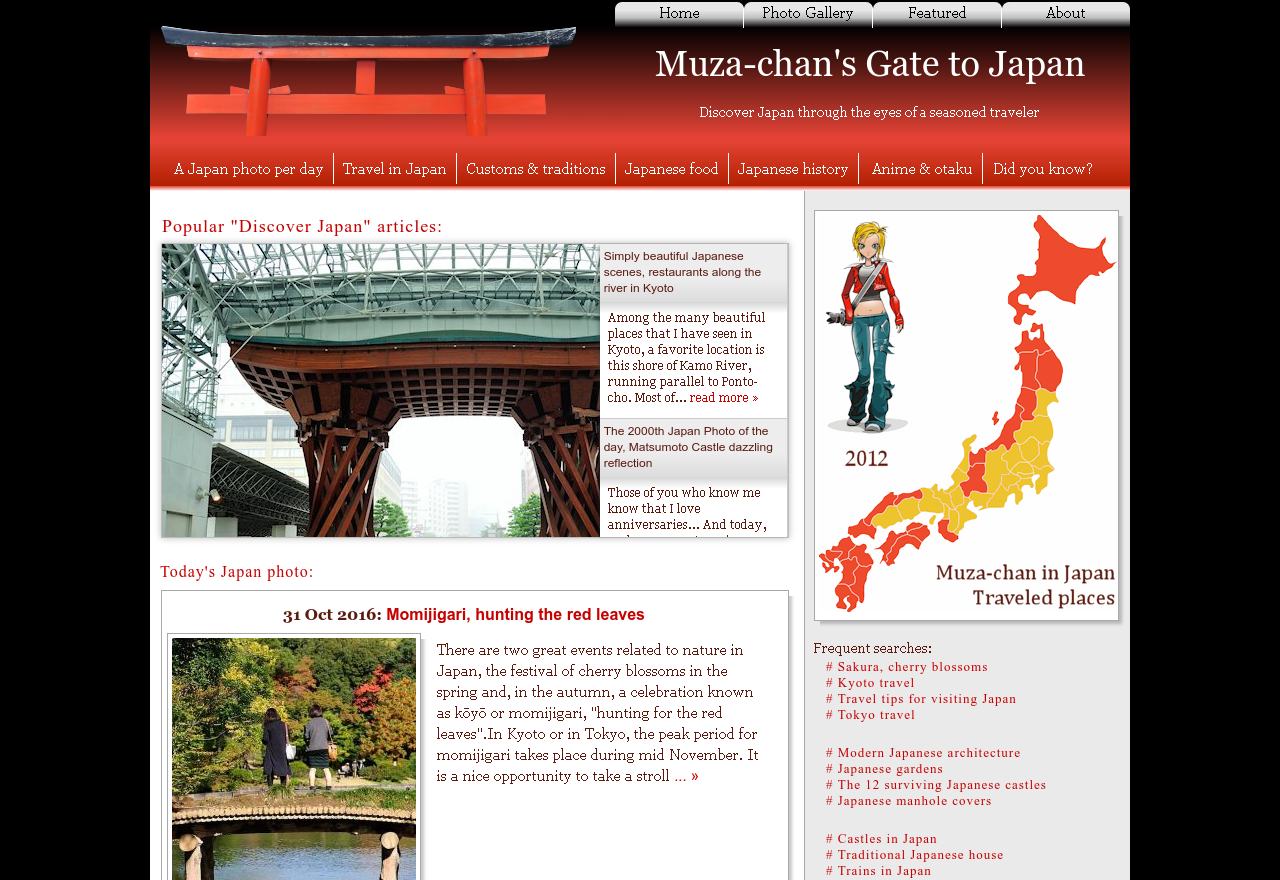 Home
Photo Gallery
Featured
About
Muza-chan's Gate to Japan
Discover Japan through the eyes of a seasoned traveler
A Japan photo per day
Travel in Japan
Customs & traditions
Japanese food
Japanese history
Anime & otaku
Did you know?
Popular "Discover Japan" articles:
Simply beautiful Japanese
scenes, restaurants along the
river in Kyoto
Among the many beautiful
places that I have seen in
Kyoto, a favorite location is
this shore of Kamo River,
running parallel to Ponto-
cho. Most of... read more »
The 2000th Japan Photo of the
day, Matsumoto Castle dazzling
reflection
Those of you who know me
know that I love
anniversaries... And today,
Today's Japan photo:
31 Oct 2016: Momijigari, hunting the red leaves
There are two great events related to nature in
Japan, the festival of cherry blossoms in the
spring and, in the autumn, a celebration known
as kōyō or momijigari, "hunting for the red
leaves".In Kyoto or in Tokyo, the peak period for
momijigari takes place during mid November. It
is a nice opportunity to take a stroll ... »
2012
Muza-chan in Japan
Traveled places
Frequent searches:
# Sakura, cherry blossoms
# Kyoto travel
# Travel tips for visiting Japan
# Tokyo travel
# Modern Japanese architecture
# Japanese gardens
# The 12 surviving Japanese castles
# Japanese manhole covers
# Castles in Japan
# Traditional Japanese house
# Trains in Japan